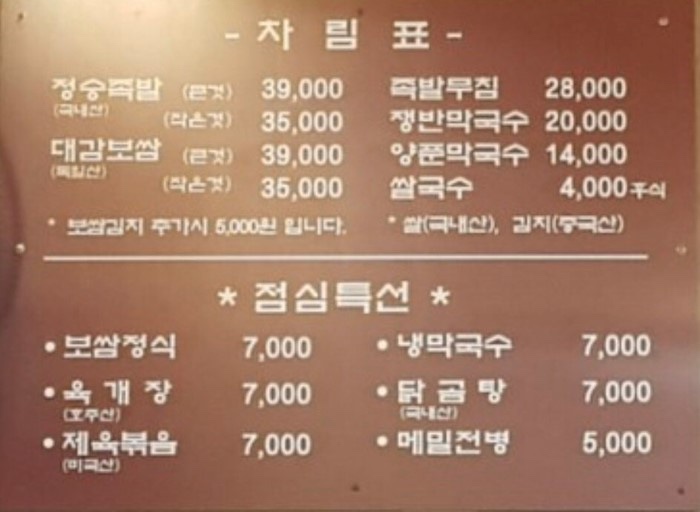 - 차 림 표 -
정승족발 (큰것) 39,000
(국내산)
(작은것) 35,000
대감보쌈 (큰것) 39,000
(독일산)
(작은것) 35,000
* 보쌈김치 추가시 5,000원 입니다.
족발무침 28,000
쟁반막국수 20,000
양푼막국수 14,000
쌀국수 4,000 후식
* 쌀(국내산), 김치(중국산)
* 점심특선 *
• 보쌈정식 7,000
• 육 개 장 7,000
(호주산)
• 제육볶음 7,000
(미국산)
• 냉막국수 7,000
• 닭 곰 탕 7,000
(국내산)
• 메밀전병 5,000